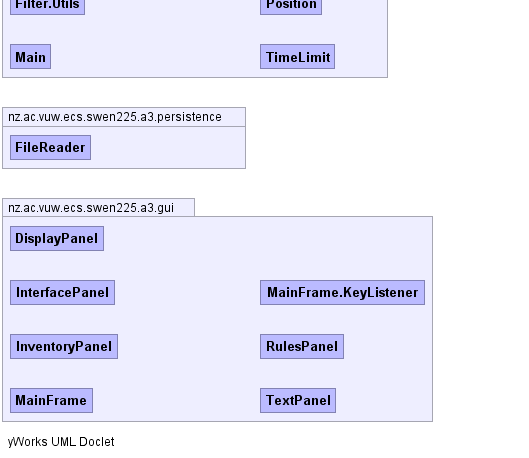 Filter.Utils Position
Main TimeLimit
nz.ac.vuw.ecs.swen225.a3.persistence
FileReader
nz.ac.vuw.ecs.swen225.a3.gui
DisplayPanel
InterfacePanel MainFrame.KeyListener
InventoryPanel RulesPanel
MainFrame TextPanel
yWorks UML Doclet